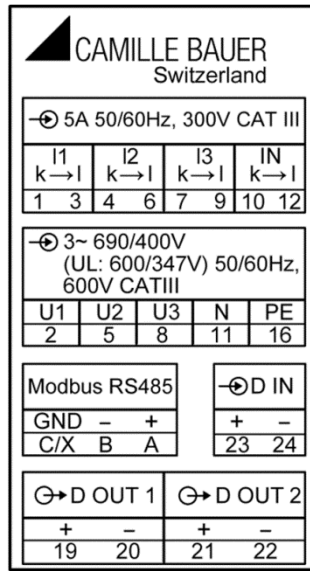 CAMILLE BAUER
Switzerland
5A 50/60Hz, 300V CAT III
I1 I2 I3 IN
k→l k→l k→l k→l
1 3 4 6 7 9 10 12
3~ 690/400V
(UL: 600/347V) 50/60Hz,
600V CATIII
U1 U2 U3 N PE
2 5 8 11 16
Modbus RS485
GND – +
C/X B A
D IN
+ –
23 24
D OUT 1 D OUT 2
+ – + –
19 20 21 22